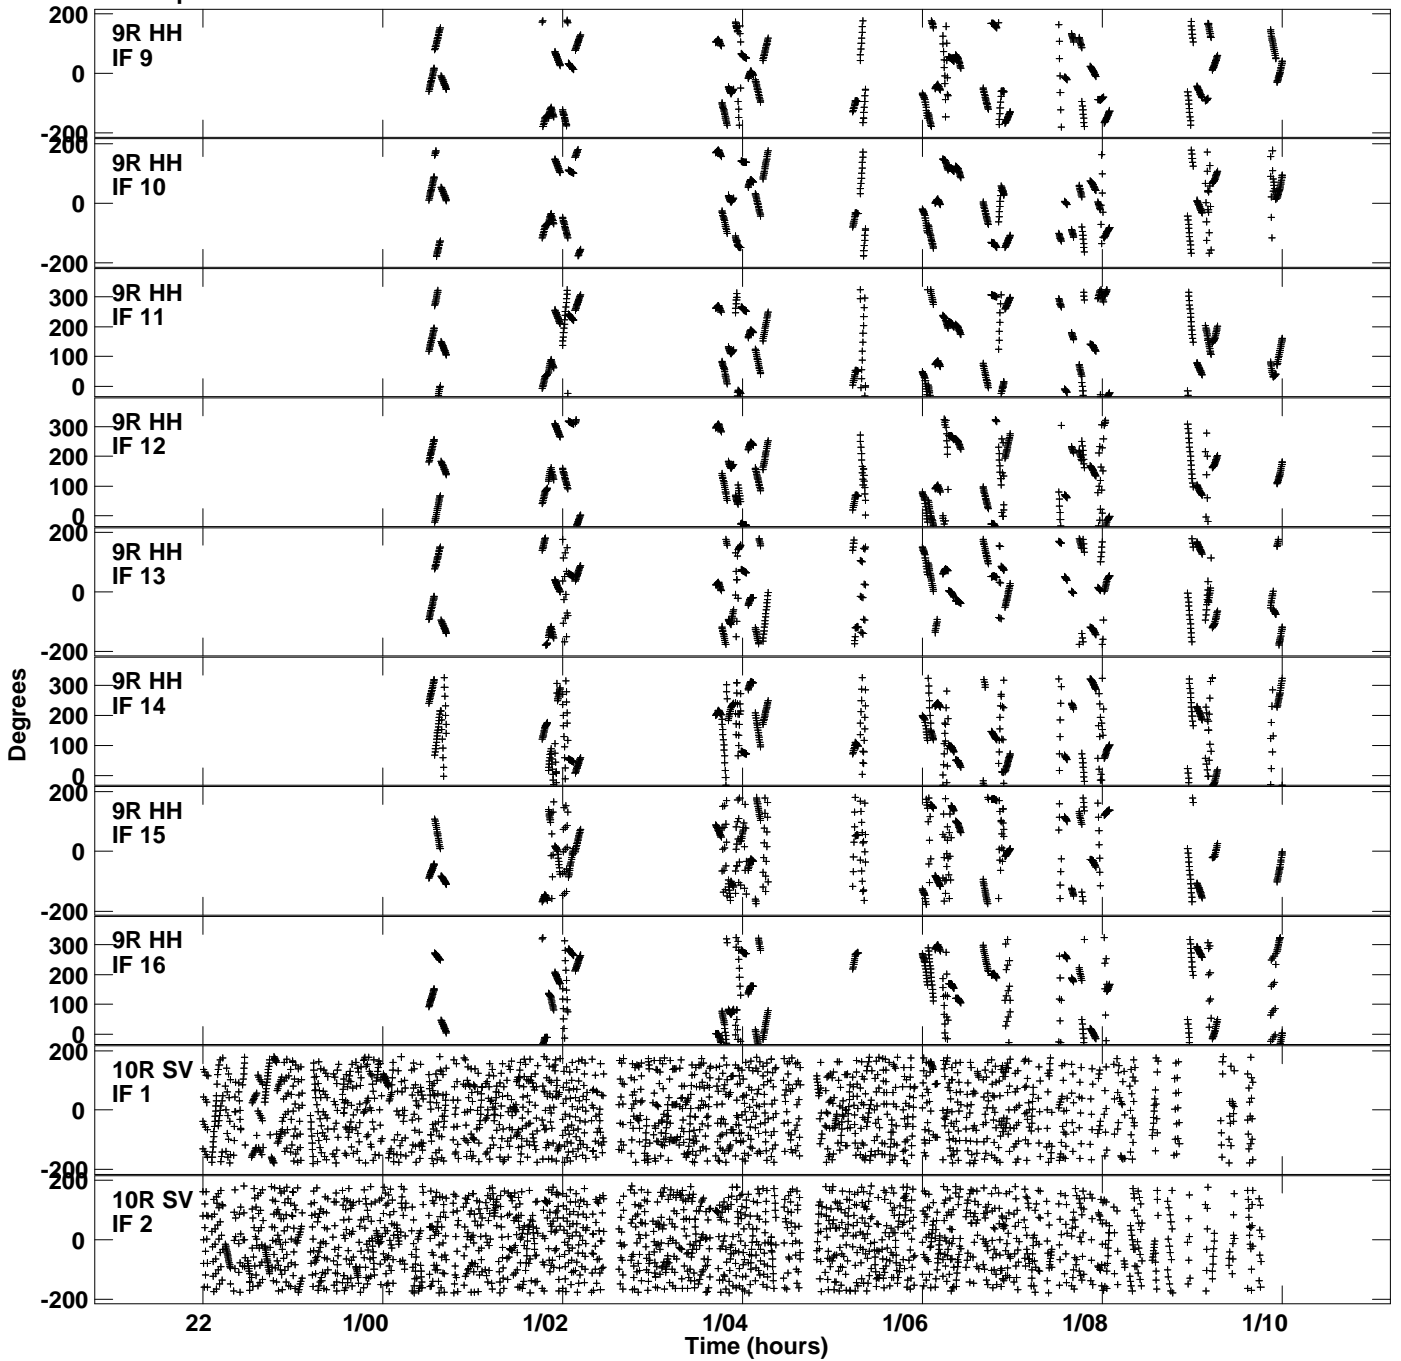 200
9R HH
IF 9
0
-200
200
9R HH
IF 10
0
-200
9R HH
IF 11
300
200
100
0
9R HH
IF 12
300
200
100
0
200
9R HH
IF 13
0
-200
9R HH
IF 14
300
200
100
0
200
9R HH
IF 15
0
-200
9R HH
IF 16
300
200
100
0
200
10R SV
IF 1
0
-200
200
10R SV
IF 2
0
-200
Degrees
22 1/00 1/02 1/04 1/06 1/08 1/10
Time (hours)